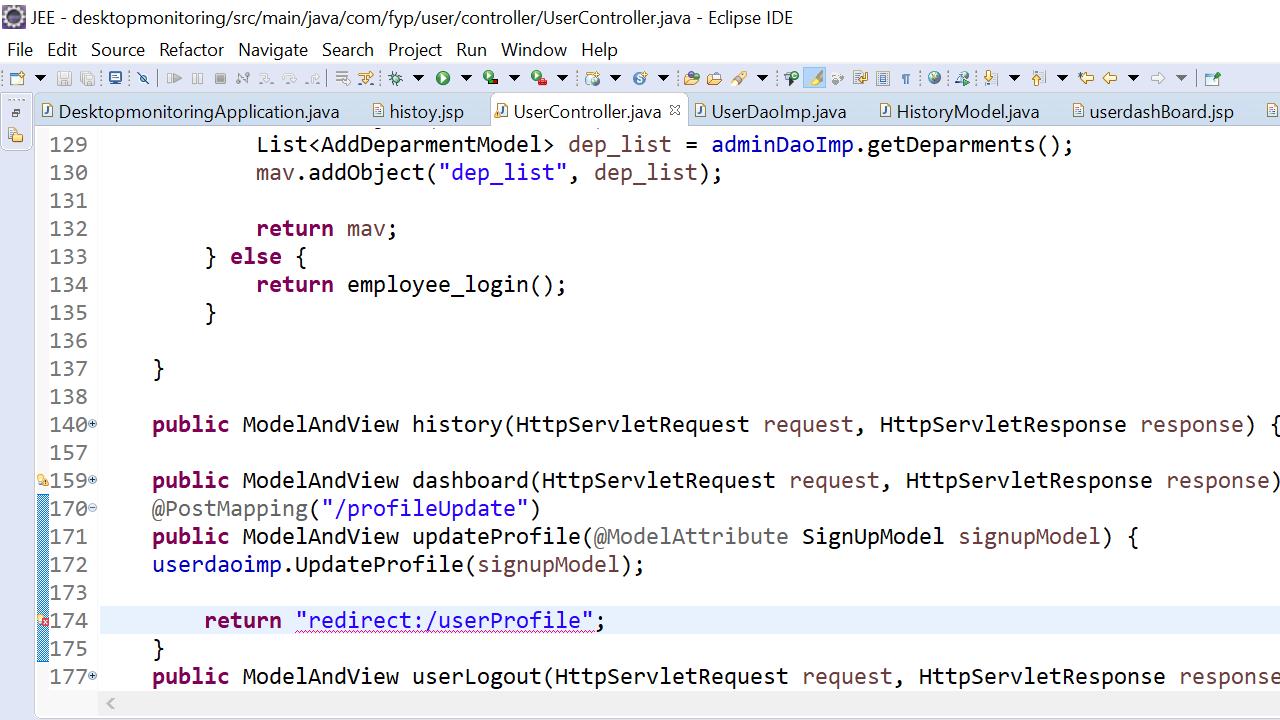 JEE - desktopmonitoring/src/main/java/com/fyp/user/controller/UserController.java - Eclipse IDE
File Edit Source Refactor Navigate Search Project Run Window Help
DesktopmonitoringApplication.java histoy.jsp UserController.java UserDaoImp.java HistoryModel.java userdashBoard.jsp
129 List<AddDeparmentModel> dep_list = adminDaoImp.getDeparments();
130 mav.addObject("dep_list", dep_list);
131
132 return mav;
133 } else {
134 return employee_login();
135 }
136
137 }
138
140 public ModelAndView history(HttpServletRequest request, HttpServletResponse response) {
157
159 public ModelAndView dashboard(HttpServletRequest request, HttpServletResponse response)
170 @PostMapping("/profileUpdate")
171 public ModelAndView updateProfile(@ModelAttribute SignUpModel signupModel) {
172 userdaoimp.UpdateProfile(signupModel);
173
174 return "redirect:/userProfile";
175 }
177 public ModelAndView userLogout(HttpServletRequest request, HttpServletResponse response